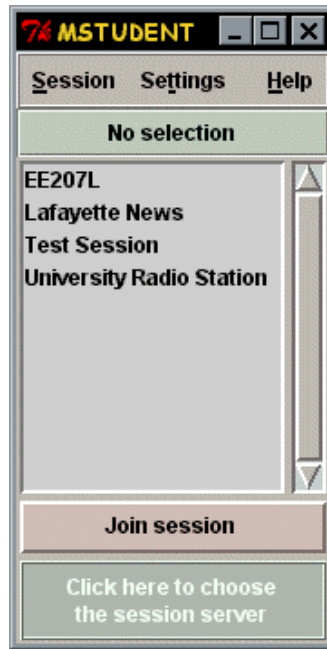 MSTUDENT
Session Settings Help
No selection
EE207L
Lafayette News
Test Session
University Radio Station
Join session
Click here to choose
the session server